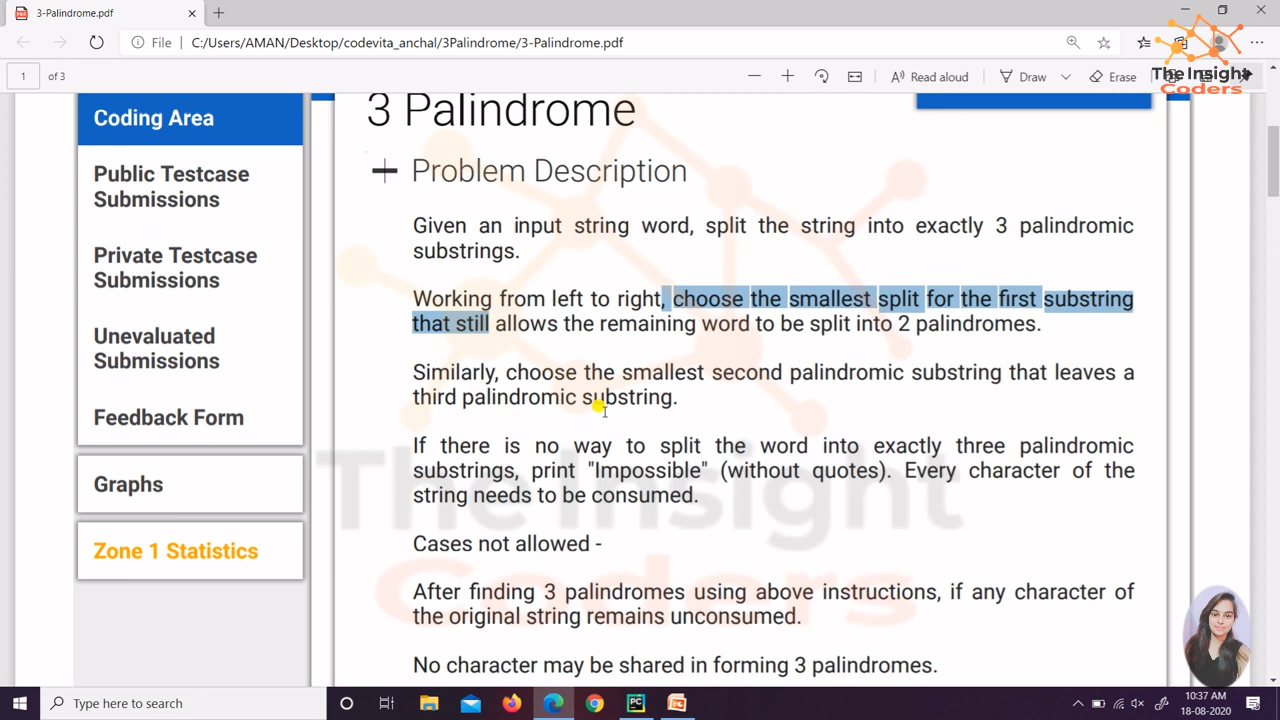 3-Palindrome.pdf
File
C:/Users/AMAN/Desktop/codevita_anchal/3Palindrome/3-Palindrome.pdf
1
of 3
Read aloud
Draw
Erase
The Insight
Coders
3 Palindrome
Coding Area
Public Testcase
Submissions
Private Testcase
Submissions
Unevaluated
Submissions
Feedback Form
Graphs
Zone 1 Statistics
Problem Description
Given an input string word, split the string into exactly 3 palindromic
substrings.
Working from left to right, choose the smallest split for the first substring
that still allows the remaining word to be split into 2 palindromes.
Similarly, choose the smallest second palindromic substring that leaves a
third palindromic substring.
If there is no way to split the word into exactly three palindromic
substrings, print "Impossible" (without quotes). Every character of the
string needs to be consumed.
Cases not allowed -
After finding 3 palindromes using above instructions, if any character of
the original string remains unconsumed.
No character may be shared in forming 3 palindromes.
The Insight
Coders
Type here to search
10:37 AM
18-08-2020